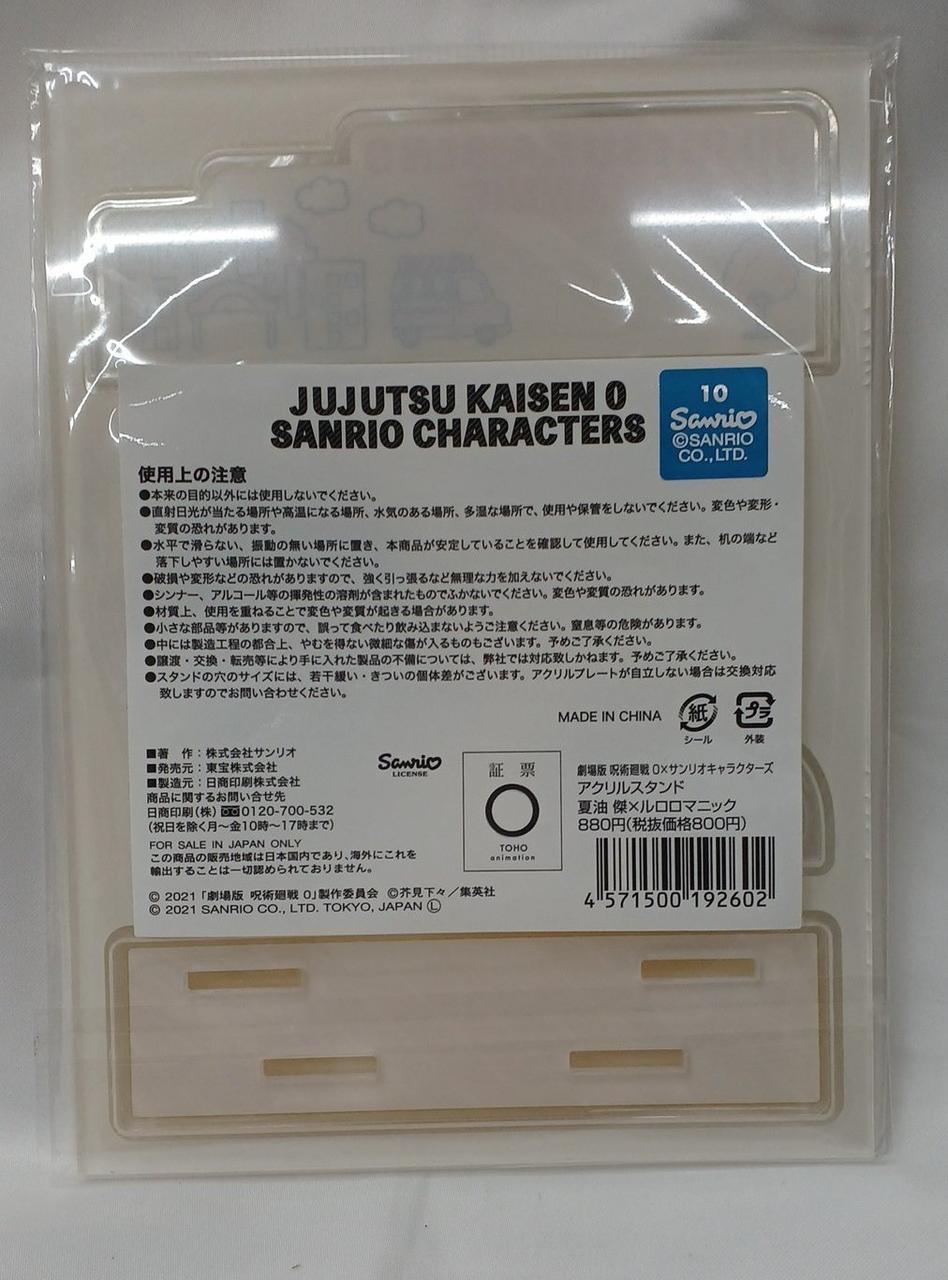 JUJUTSU KAISEN 0
SANRIO CHARACTERS
10
Sanrio
©SANRIO
CO.,LTD.
使用上の注意
●本来の目的以外には使用しないでください。
●直射日光が当たる場所や高温になる場所、水気のある場所、多湿な場所で、使用や保管をしないでください。変色や変形・
変質の恐れがあります。
●水平で滑らない、振動の無い場所に置き、本商品が安定していることを確認して使用してください。また、机の端など
落下しやすい場所には置かないでください。
●破損や変形などの恐れがありますので、強く引っ張るなど無理な力を加えないでください。
●シンナー、アルコール等の揮発性の溶剤が含まれたものでふかないでください。変色や変質の恐れがあります。
●材質上、使用を重ねることで変色や変質が起きる場合があります。
●小さな部品等がありますので、誤って食べたり飲み込まないようご注意ください。窒息等の危険があります。
●中には製造工程の都合上、やむを得ない微細な傷が入るものもございます。予めご了承ください。
●譲渡・交換・転売等により手に入れた製品の不備については、弊社では対応致しかねます。予めご了承ください。
●スタンドの穴のサイズには、若干緩い・きついの個体差がございます。アクリルプレートが自立しない場合は交換対応
致しますのでお問い合わせください。
MADE IN CHINA
紙
シール
プラ
外装
■著　作：株式会社サンリオ
■発売元：東宝株式会社
■製造元：日商印刷株式会社
商品に関するお問い合せ先
日商印刷(株) 0120-700-532
(祝日を除く月〜金10時〜17時まで)
FOR SALE IN JAPAN ONLY
この商品の販売地域は日本国内であり、海外にこれを
輸出することは一切認められておりません。
© 2021「劇場版 呪術廻戦 0」製作委員会 ©芥見下々／集英社
© 2021 SANRIO CO., LTD. TOKYO, JAPAN Ⓛ
Sanrio
LICENSE
証 票
TOHO
animation
劇場版 呪術廻戦 0×サンリオキャラクターズ
アクリルスタンド
夏油 傑×ルロロマニック
880円(税抜価格800円)
4 571500 192602